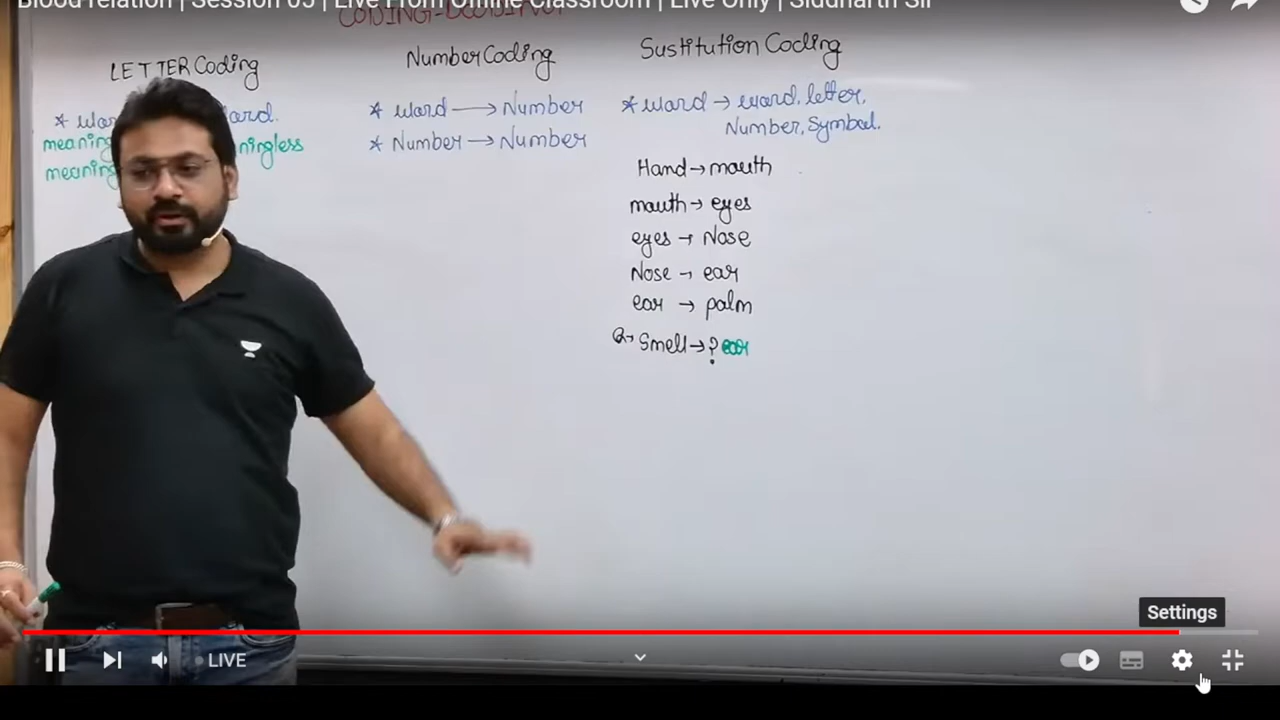 Blood relation | Session 05 | Live From Offline Classroom | Live Only | Siddharth Sir
CODING-DECODING
LETTER Coding
meaning
ningless
meaning
Number Coding
* Word → Number
* Number → Number
Sustitution Coding
* Word → word, letter,
Number, Symbol.
Hand → mouth
mouth → eyes
eyes → Nose
Nose → ear
ear → palm
Q→ Smell → ? ear
Settings
LIVE